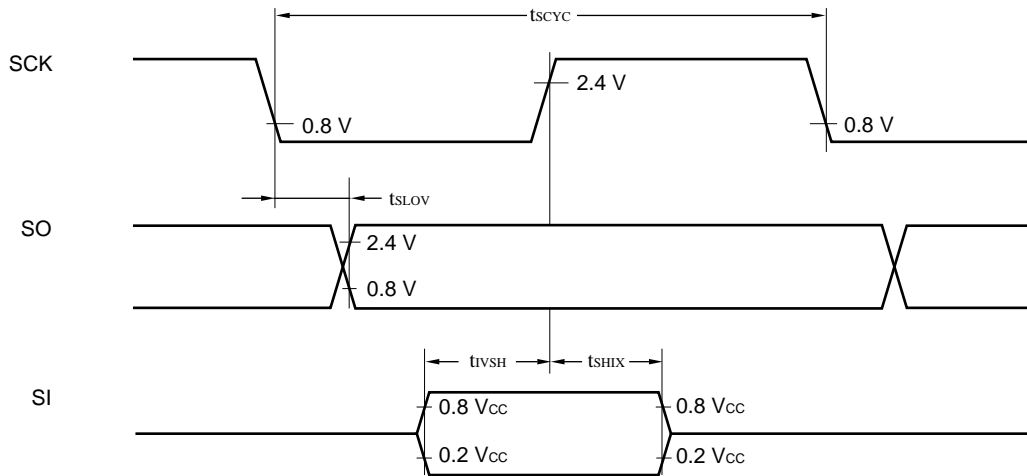 tSCYC
SCK
2.4 V
0.8 V
0.8 V
tSLOV
SO
2.4 V
0.8 V
tIVSH
tSHIX
SI
0.8 VCC
0.8 VCC
0.2 VCC
0.2 VCC